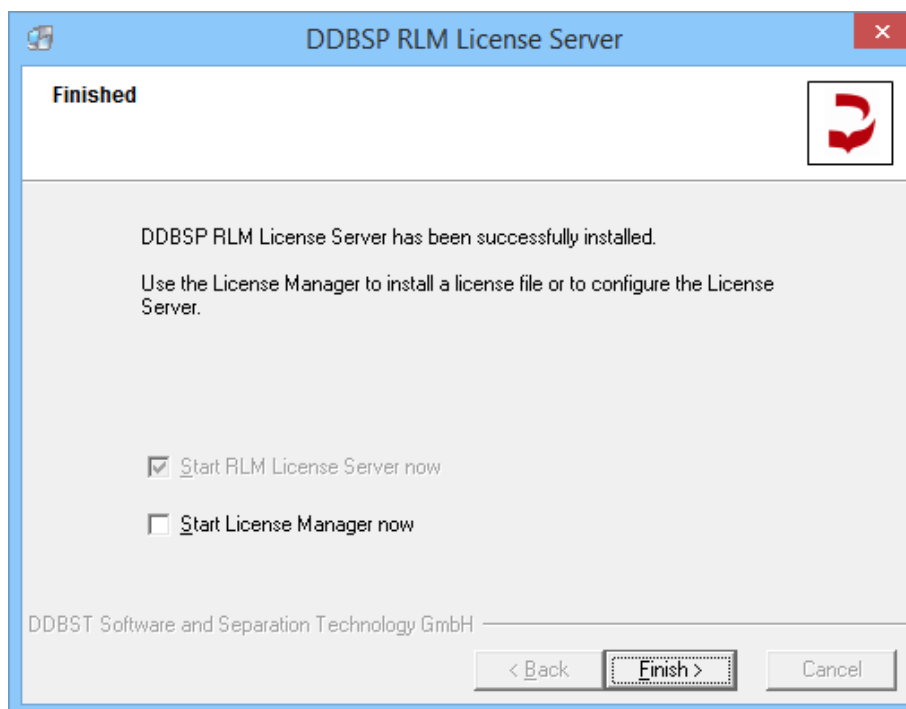 DDBSP RLM License Server
Finished
DDBSP RLM License Server has been successfully installed.
Use the License Manager to install a license file or to configure the License
Server.
Start RLM License Server now
Start License Manager now
DDBST Software and Separation Technology GmbH
< Back
Finish >
Cancel